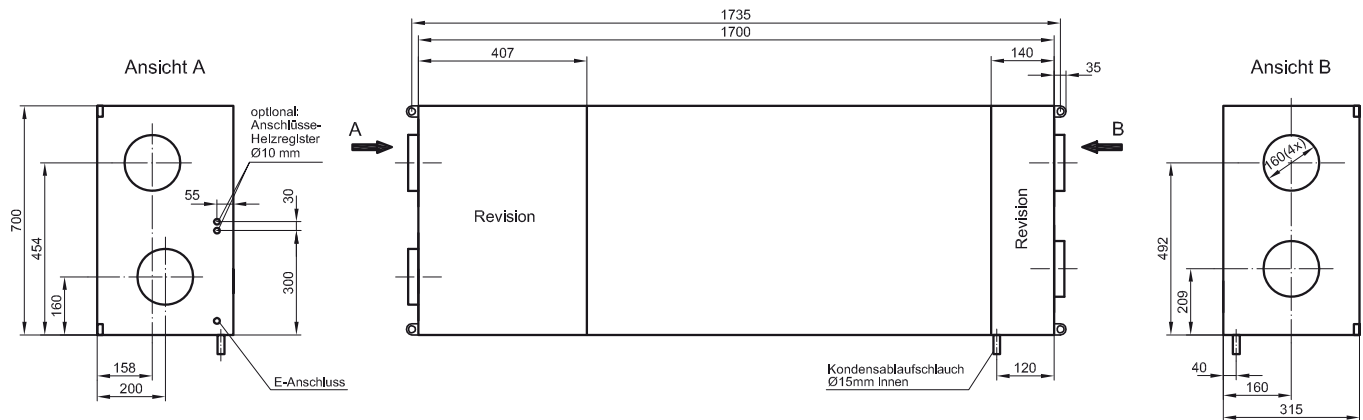 Ansicht A
optional:
Anschlüsse-
Heizregister
Ø10 mm
55
30
700
454
160
300
158
200
E-Anschluss
1735
1700
407
140
35
A
B
Revision
Revision
Kondensablaufschlauch
Ø15mm Innen
120
Ansicht B
160(4x)
492
209
40
160
315